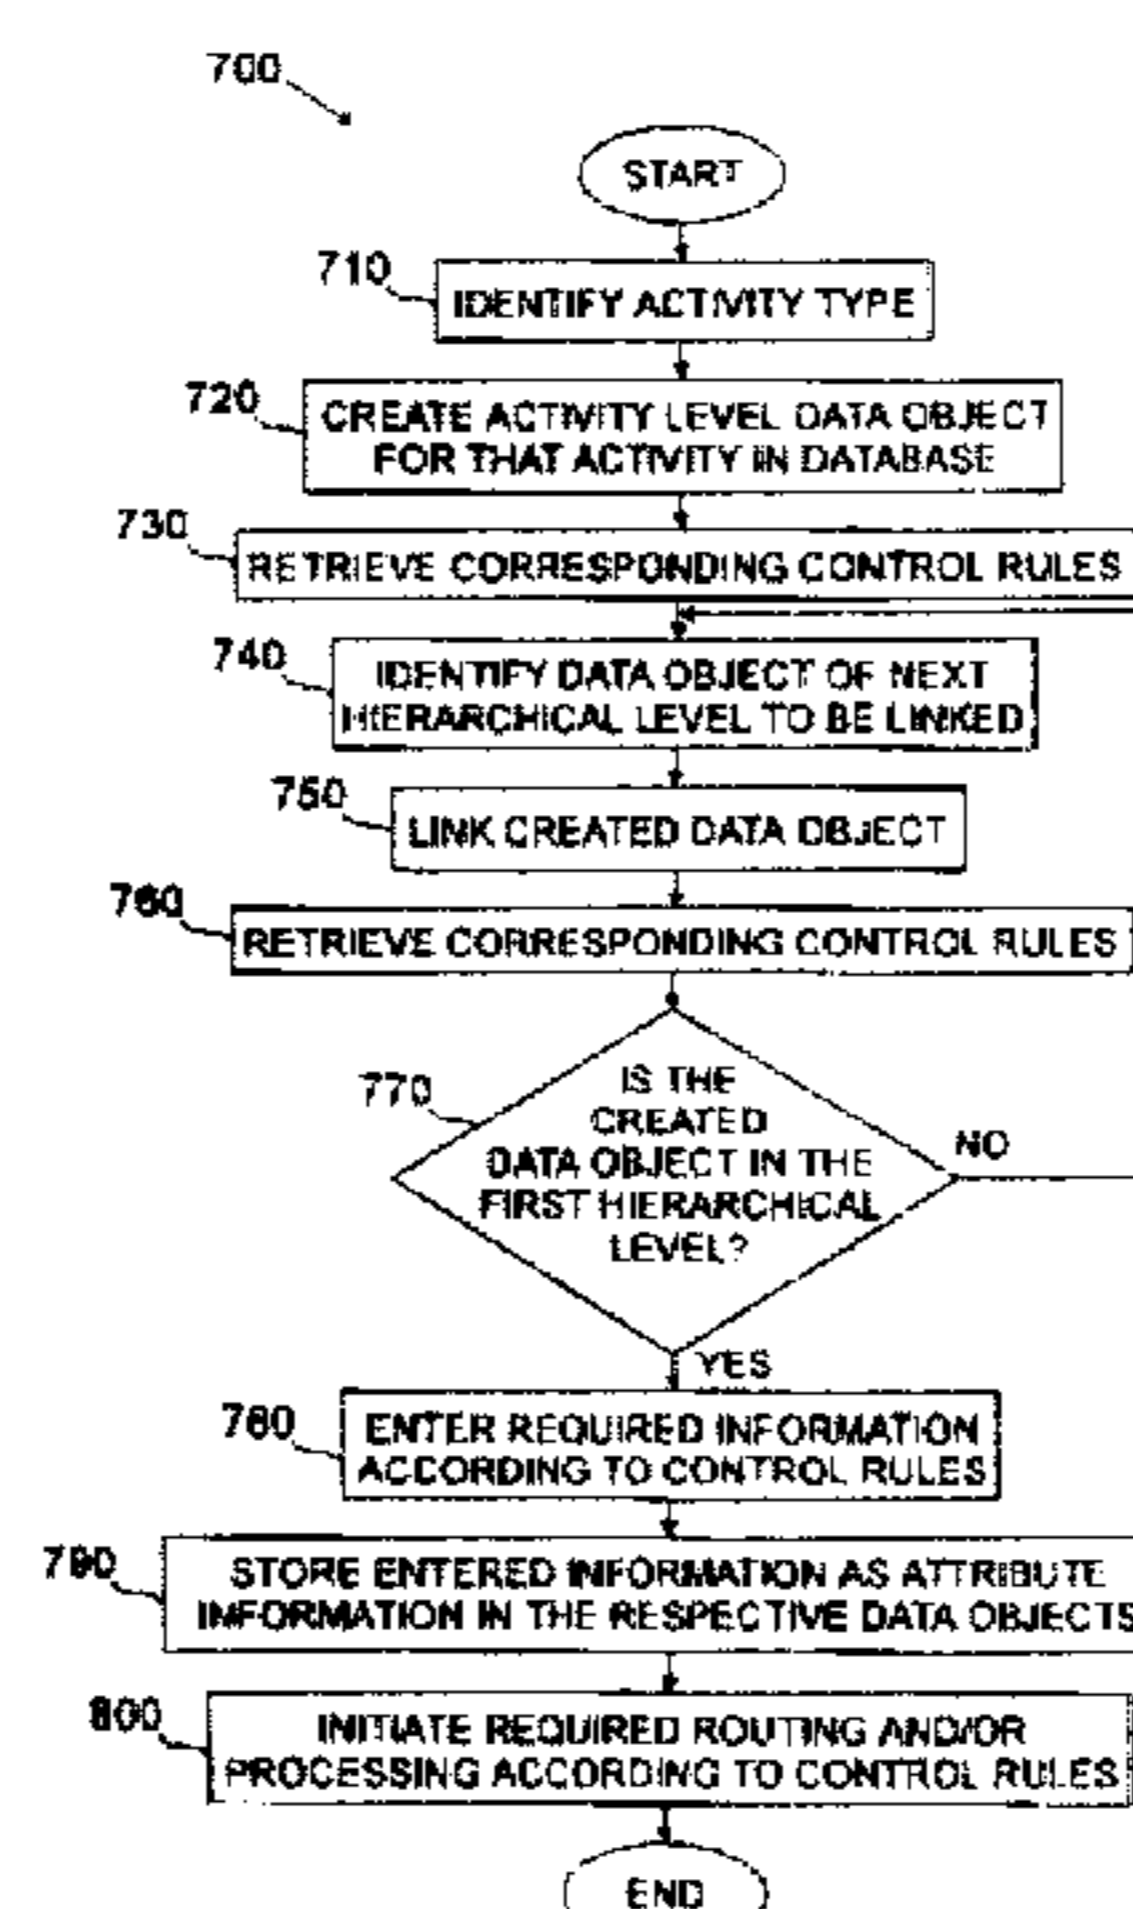 700
START
710
IDENTIFY ACTIVITY TYPE
720
CREATE ACTIVITY LEVEL DATA OBJECT
FOR THAT ACTIVITY IN DATABASE
730
RETRIEVE CORRESPONDING CONTROL RULES
740
IDENTIFY DATA OBJECT OF NEXT
HIERARCHICAL LEVEL TO BE LINKED
750
LINK CREATED DATA OBJECT
760
RETRIEVE CORRESPONDING CONTROL RULES
770
IS THE
CREATED
DATA OBJECT IN THE
FIRST HIERARCHICAL
LEVEL?
NO
YES
780
ENTER REQUIRED INFORMATION
ACCORDING TO CONTROL RULES
790
STORE ENTERED INFORMATION AS ATTRIBUTE
INFORMATION IN THE RESPECTIVE DATA OBJECTS
800
INITIATE REQUIRED ROUTING AND/OR
PROCESSING ACCORDING TO CONTROL RULES
END